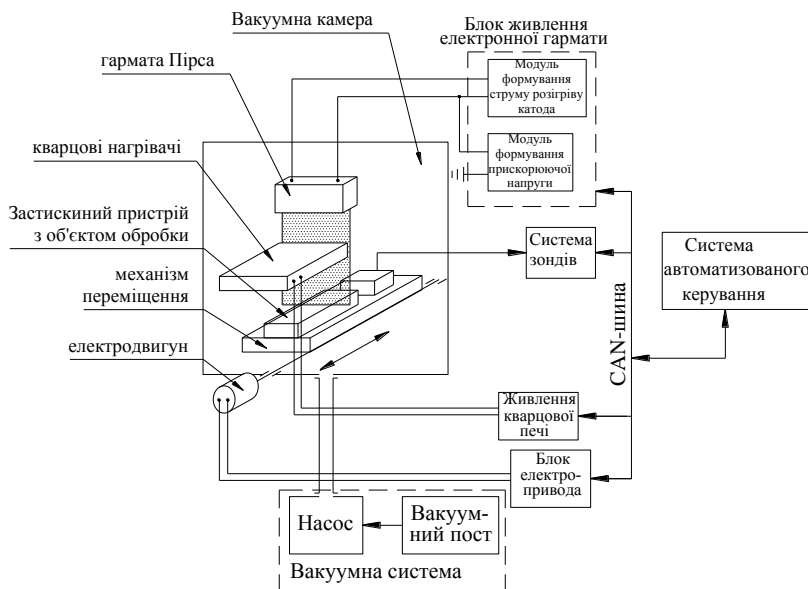 Вакуумна камера
Блок живлення
електронної гармати
гармата Пірса
Модуль
формування
струму розігріву
катода
кварцові нагрівачі
Модуль
формування
прискорюючої
напруги
Застискиний пристрій
з об'єктом обробки
Система
зондів
Система
автоматизованого
керування
механізм
переміщення
CAN-шина
електродвигун
Живлення
кварцової
печі
Блок
електро-
привода
Насос
Вакуум-
ний пост
Вакуумна система